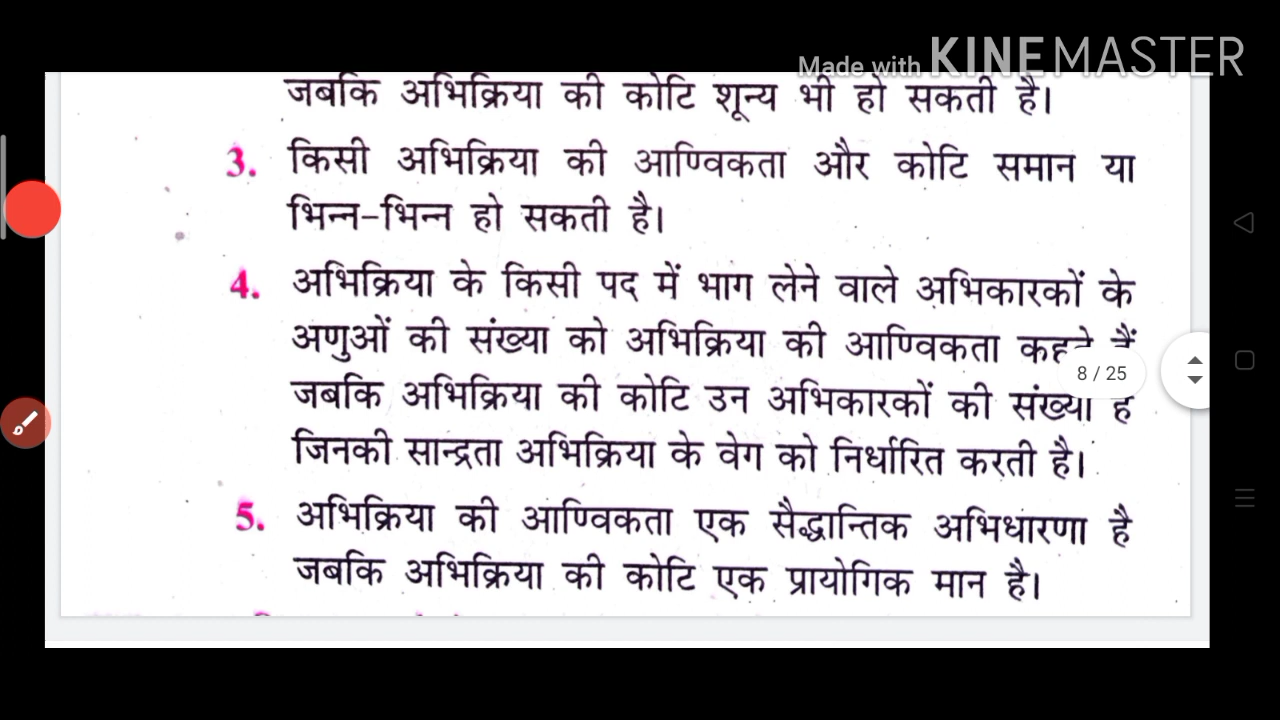 Made with KINEMASTER
जबकि अभिक्रिया की कोटि शून्य भी हो सकती है।
3. किसी अभिक्रिया की आण्विकता और कोटि समान या
भिन्न-भिन्न हो सकती है।
4. अभिक्रिया के किसी पद में भाग लेने वाले अभिकारकों के
अणुओं की संख्या को अभिक्रिया की आण्विकता कहते हैं
8 / 25
जबकि अभिक्रिया की कोटि उन अभिकारकों की संख्या है
जिनकी सान्द्रता अभिक्रिया के वेग को निर्धारित करती है।
5. अभिक्रिया की आण्विकता एक सैद्धान्तिक अभिधारणा है
जबकि अभिक्रिया की कोटि एक प्रायोगिक मान है।